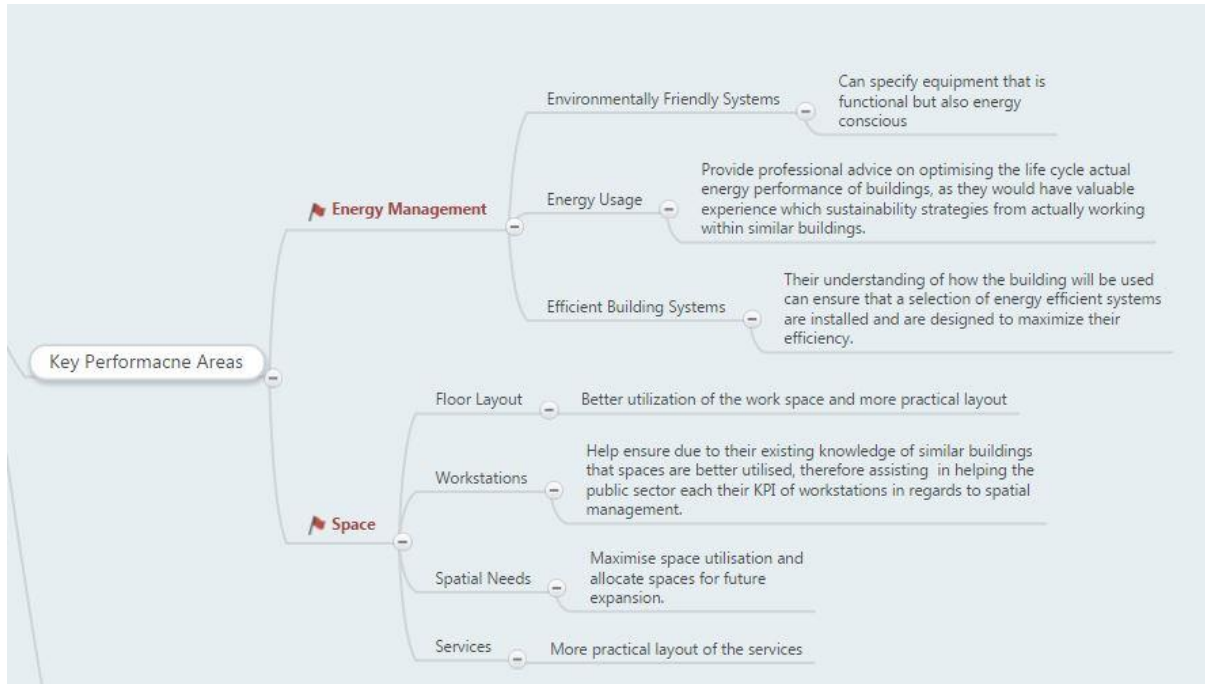 Can specify equipment that is
functional but also energy
conscious
Environmentally Friendly Systems
Provide professional advice on optimising the life cycle actual
energy performance of buildings, as they would have valuable
experience which sustainability strategies from actually working
within similar buildings.
Energy Usage
Energy Management
Their understanding of how the building will be used
can ensure that a selection of energy efficient systems
are installed and are designed to maximize their
efficiency.
Efficient Building Systems
Key Performacne Areas
Floor Layout
Better utilization of the work space and more practical layout
Help ensure due to their existing knowledge of similar buildings
that spaces are better utilised, therefore assisting in helping the
public sector each their KPI of workstations in regards to spatial
management.
Workstations
Space
Maximise space utilisation and
allocate spaces for future
expansion.
Spatial Needs
Services
More practical layout of the services